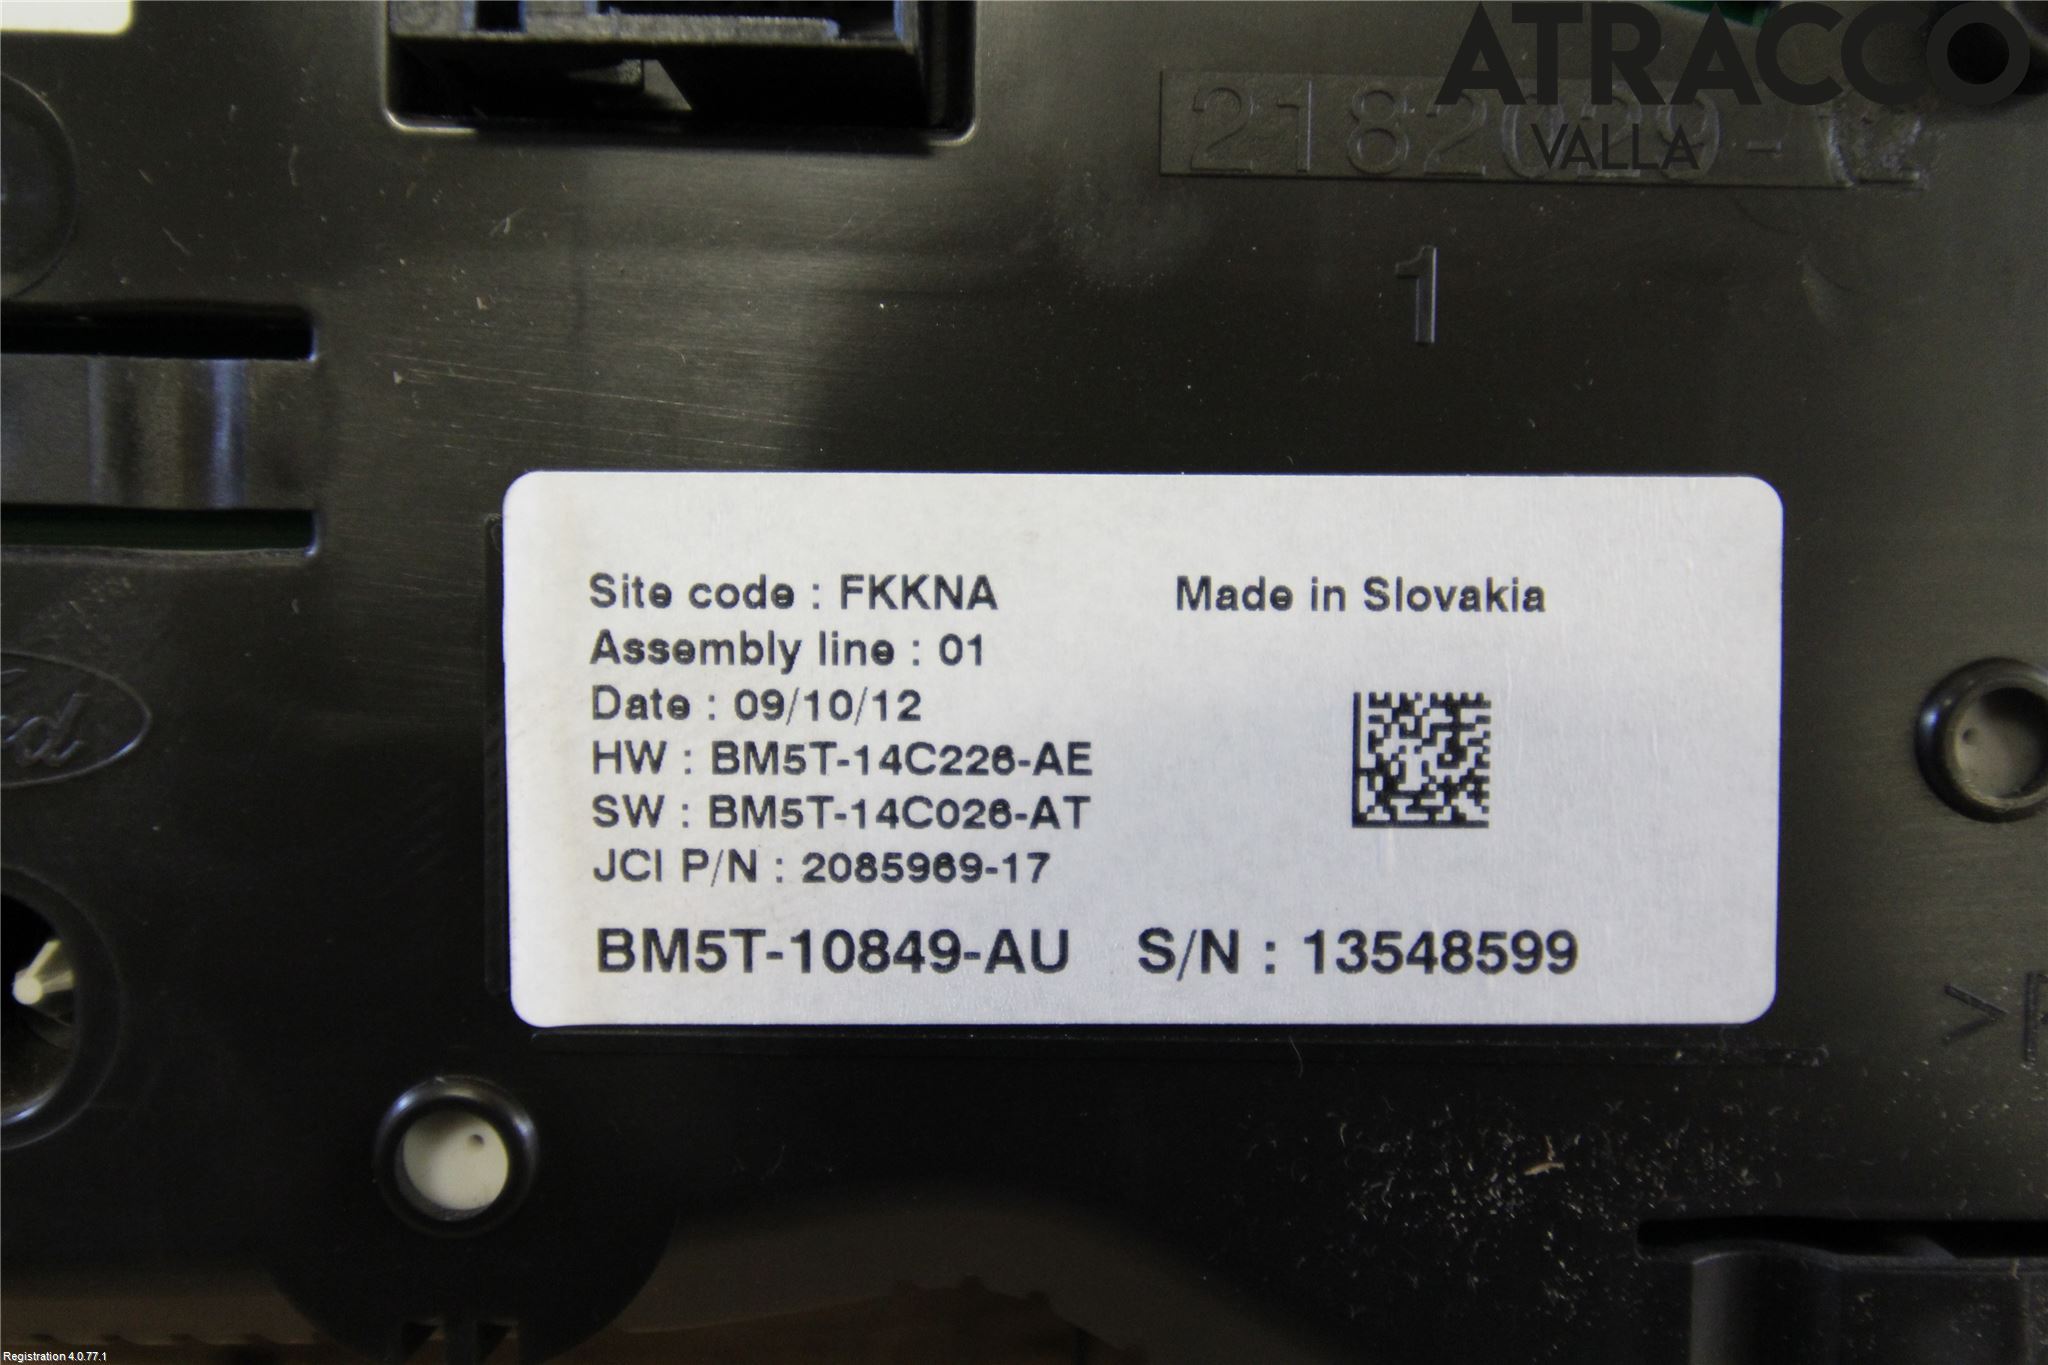 ATRACCO
VALLA
2182029-
1
Site code : FKKNA
Made in Slovakia
Assembly line : 01
Date : 09/10/12
HW : BM5T-14C226-AE
SW : BM5T-14C026-AT
JCI P/N : 2085969-17
BM5T-10849-AU S/N : 13548599
Registration 4.0.77.1